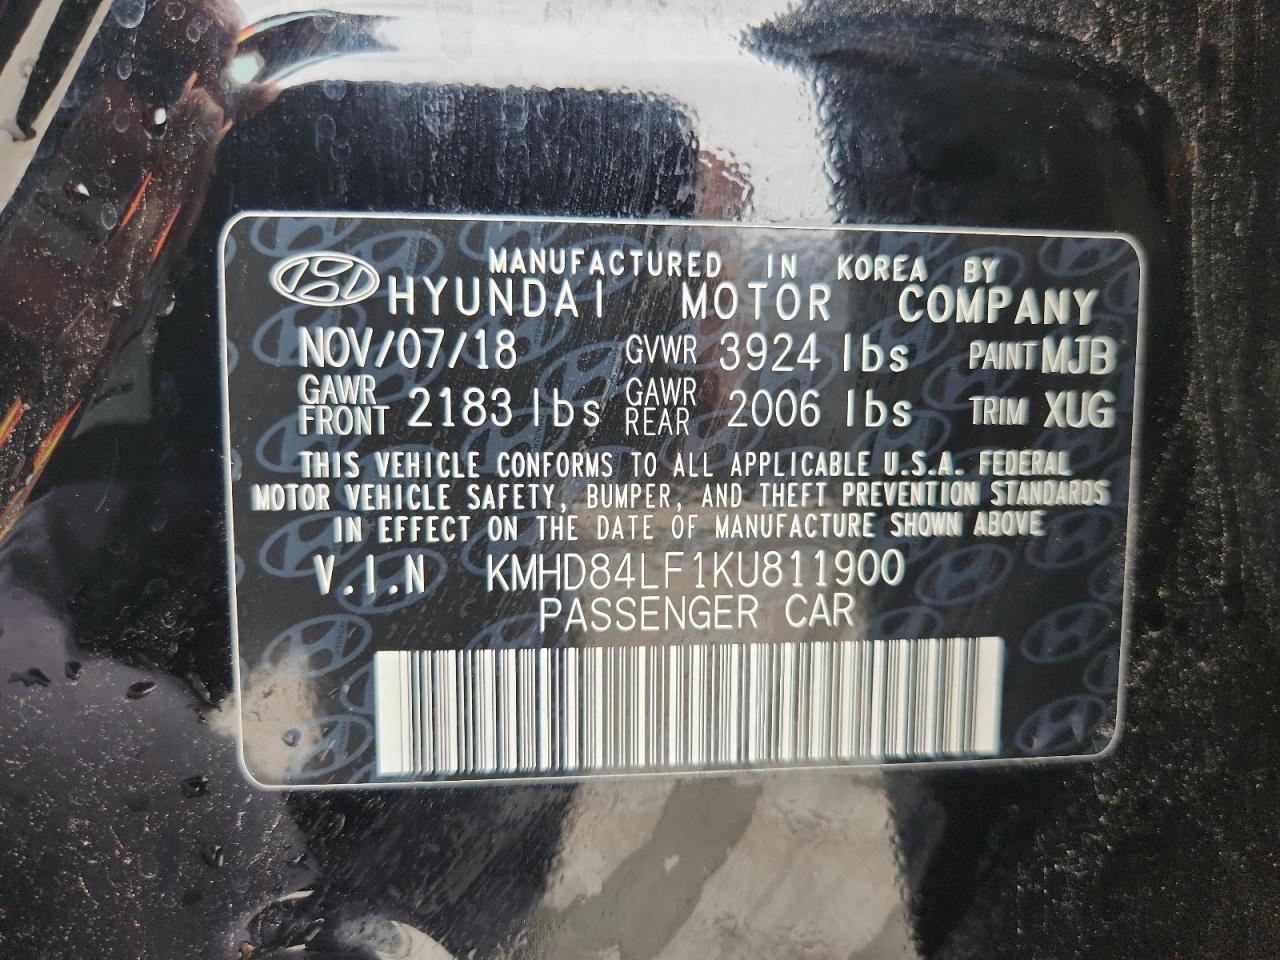 MANUFACTURED IN KOREA BY
HYUNDAI MOTOR COMPANY
NOV/07/18 GVWR 3924 lbs PAINT MJB
GAWR FRONT 2183 lbs GAWR REAR 2006 lbs TRIM XUG
THIS VEHICLE CONFORMS TO ALL APPLICABLE U.S.A. FEDERAL
MOTOR VEHICLE SAFETY, BUMPER, AND THEFT PREVENTION STANDARDS
IN EFFECT ON THE DATE OF MANUFACTURE SHOWN ABOVE
V.I.N KMHD84LF1KU811900
PASSENGER CAR